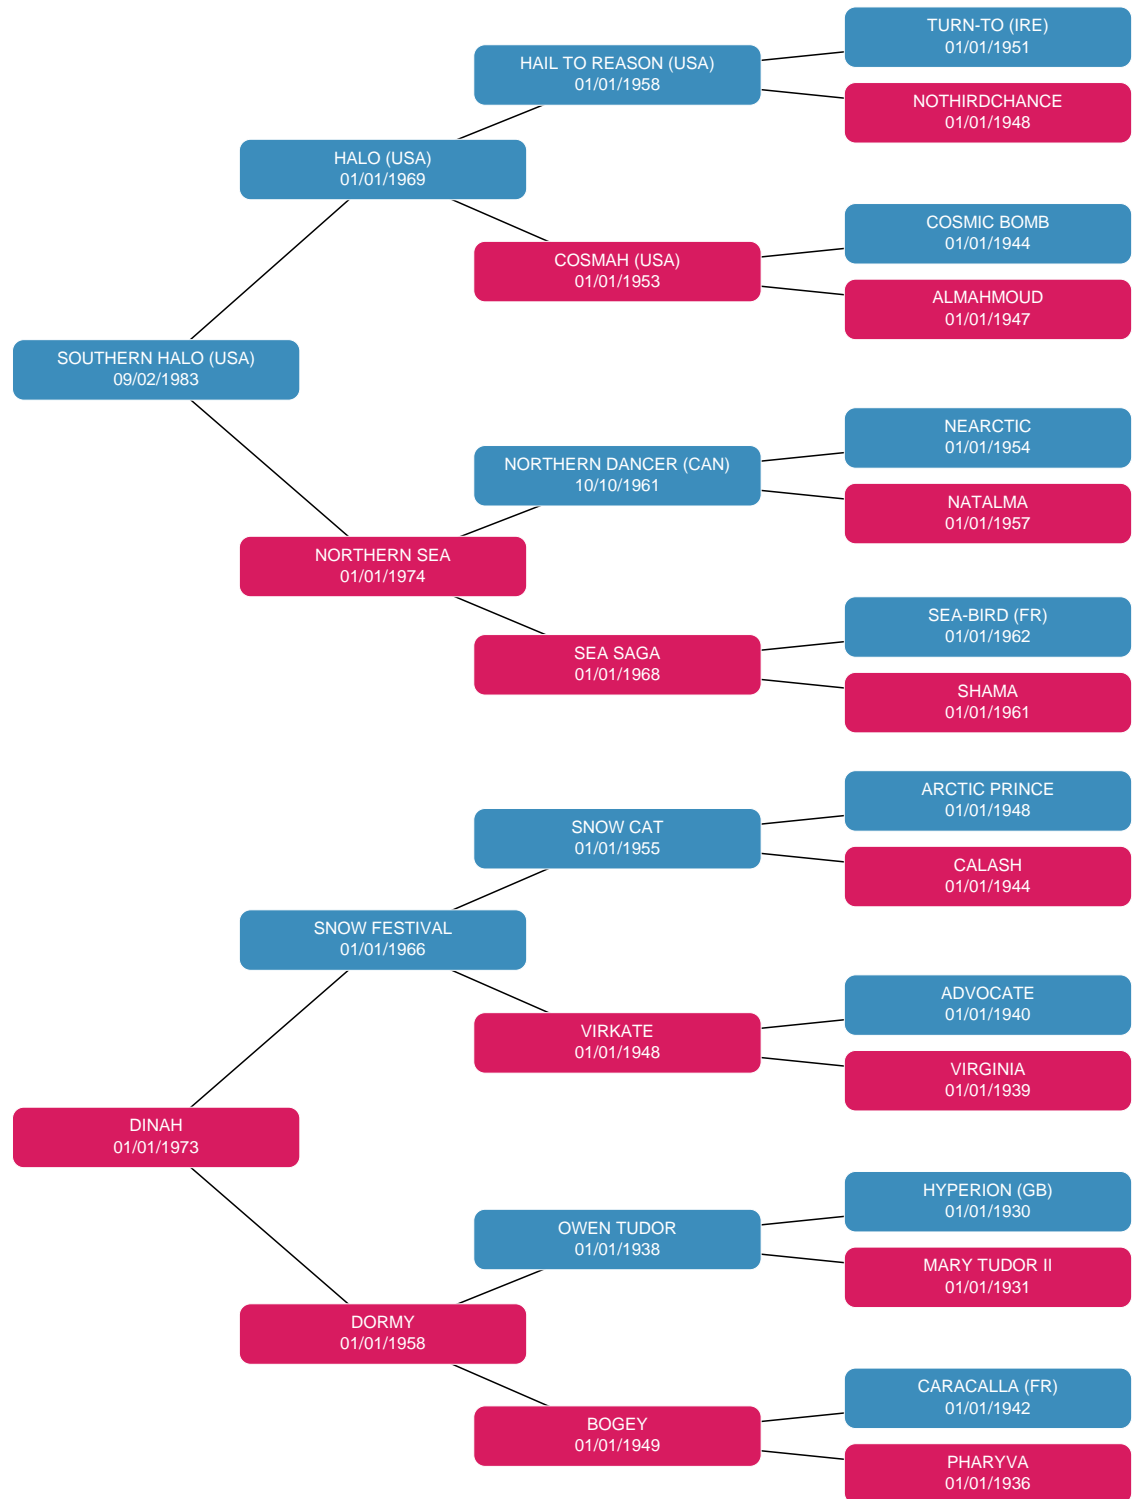 TURN-TO (IRE)
01/01/1951
HAIL TO REASON (USA)
01/01/1958
NOTHIRDCHANCE
01/01/1948
HALO (USA)
01/01/1969
COSMIC BOMB
01/01/1944
COSMAH (USA)
01/01/1953
ALMAHMOUD
01/01/1947
SOUTHERN HALO (USA)
09/02/1983
NEARCTIC
01/01/1954
NORTHERN DANCER (CAN)
10/10/1961
NATALMA
01/01/1957
NORTHERN SEA
01/01/1974
SEA-BIRD (FR)
01/01/1962
SEA SAGA
01/01/1968
SHAMA
01/01/1961
ARCTIC PRINCE
01/01/1948
SNOW CAT
01/01/1955
CALASH
01/01/1944
SNOW FESTIVAL
01/01/1966
ADVOCATE
01/01/1940
VIRKATE
01/01/1948
VIRGINIA
01/01/1939
DINAH
01/01/1973
HYPERION (GB)
01/01/1930
OWEN TUDOR
01/01/1938
MARY TUDOR II
01/01/1931
DORMY
01/01/1958
CARACALLA (FR)
01/01/1942
BOGEY
01/01/1949
PHARYVA
01/01/1936